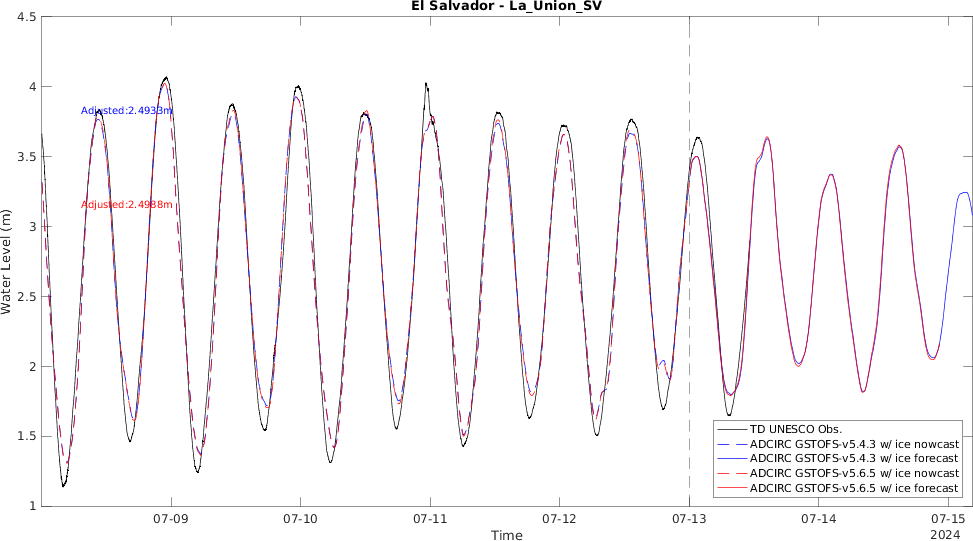 El Salvador - La_Union_SV
4.5
4
3.5
3
2.5
2
1.5
1
Water Level (m)
Adjusted:2.4933m
Adjusted:2.4988m
TD UNESCO Obs.
ADCIRC GSTOFS-v5.4.3 w/ ice nowcast
ADCIRC GSTOFS-v5.4.3 w/ ice forecast
ADCIRC GSTOFS-v5.6.5 w/ ice nowcast
ADCIRC GSTOFS-v5.6.5 w/ ice forecast
07-09
07-10
07-11
07-12
07-13
07-14
07-15
Time
2024